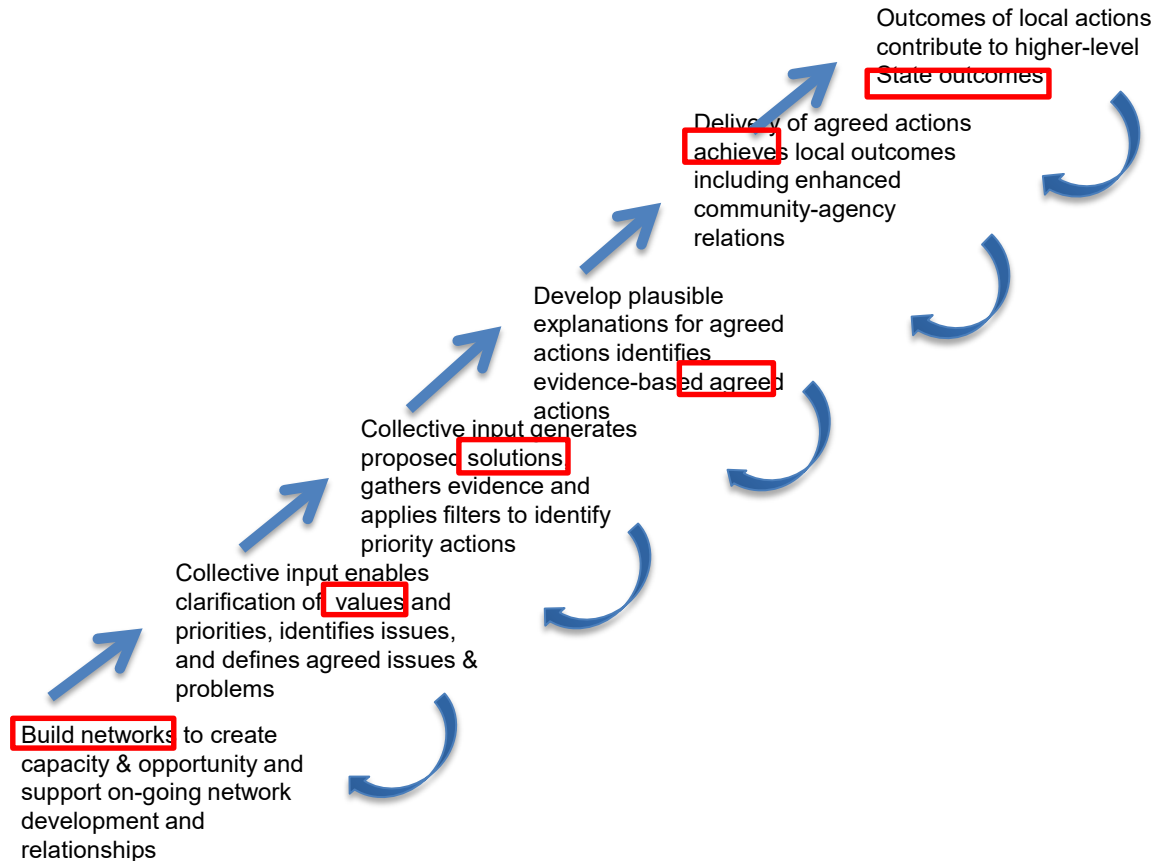 Outcomes of local actions
contribute to higher-level
State outcomes
Delivery of agreed actions
achieves local outcomes
including enhanced
community-agency
relations
Develop plausible
explanations for agreed
actions identifies
evidence-based agreed
actions
Collective input generates
proposed solutions,
gathers evidence and
applies filters to identify
priority actions
Collective input enables
clarification of values and
priorities, identifies issues,
and defines agreed issues &
problems
Build networks to create
capacity & opportunity and
support on-going network
development and
relationships